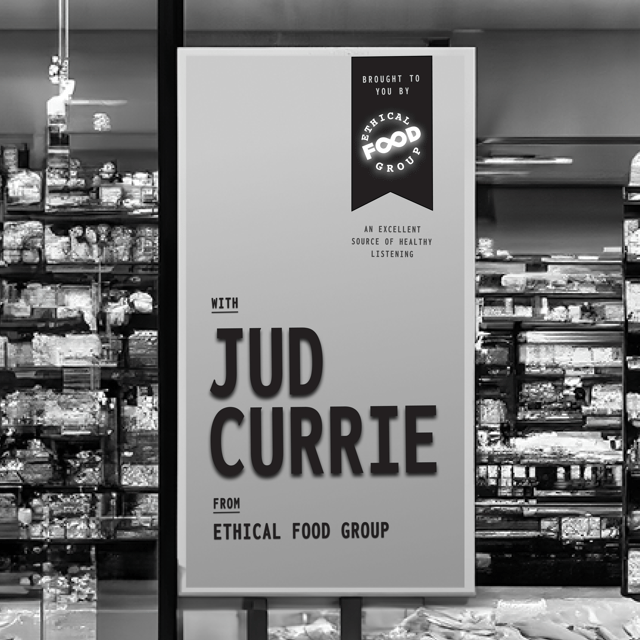 BROUGHT TO
YOU BY
ETHICAL
FOOD
GROUP
AN EXCELLENT
SOURCE OF HEALTHY
LISTENING
WITH
JUD
CURRIE
FROM
ETHICAL FOOD GROUP